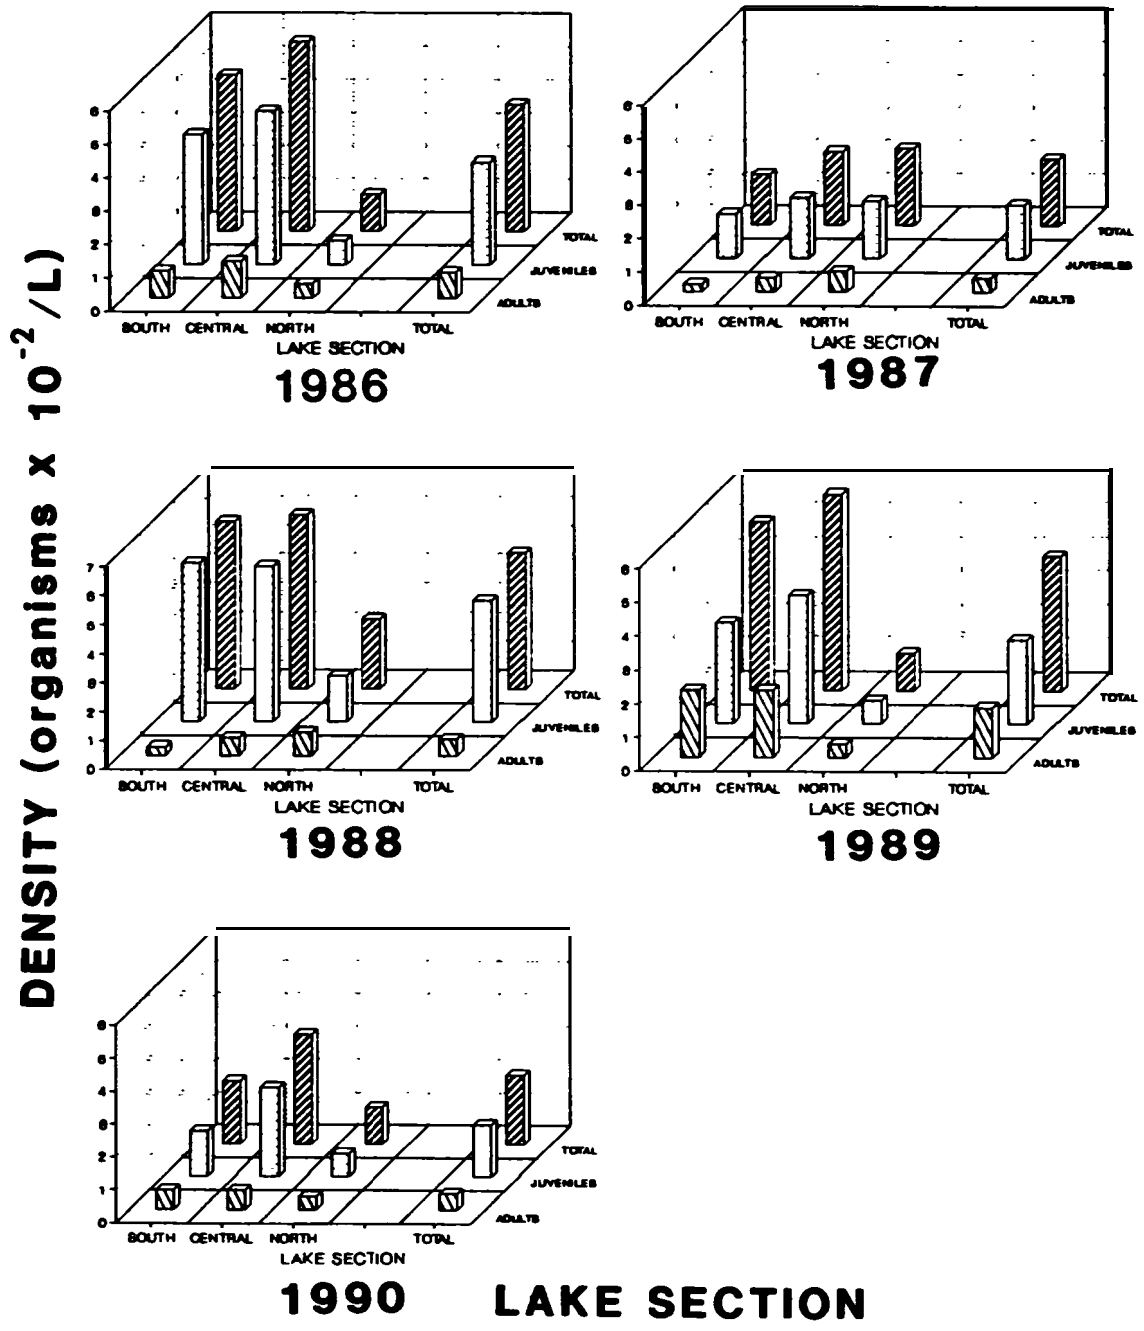 DENSITY (organisms x 10⁻² /L)
6
5
4
3
2
1
0
TOTAL
JUVENILES
ADULTS
SOUTH CENTRAL NORTH TOTAL
LAKE SECTION
1986
6
5
4
3
2
1
0
TOTAL
JUVENILES
ADULTS
SOUTH CENTRAL NORTH TOTAL
LAKE SECTION
1987
7
6
5
4
3
2
1
0
TOTAL
JUVENILES
ADULTS
SOUTH CENTRAL NORTH TOTAL
LAKE SECTION
1988
6
5
4
3
2
1
0
TOTAL
JUVENILES
ADULTS
SOUTH CENTRAL NORTH TOTAL
LAKE SECTION
1989
6
5
4
3
2
1
0
TOTAL
JUVENILES
ADULTS
SOUTH CENTRAL NORTH TOTAL
LAKE SECTION
1990
LAKE SECTION